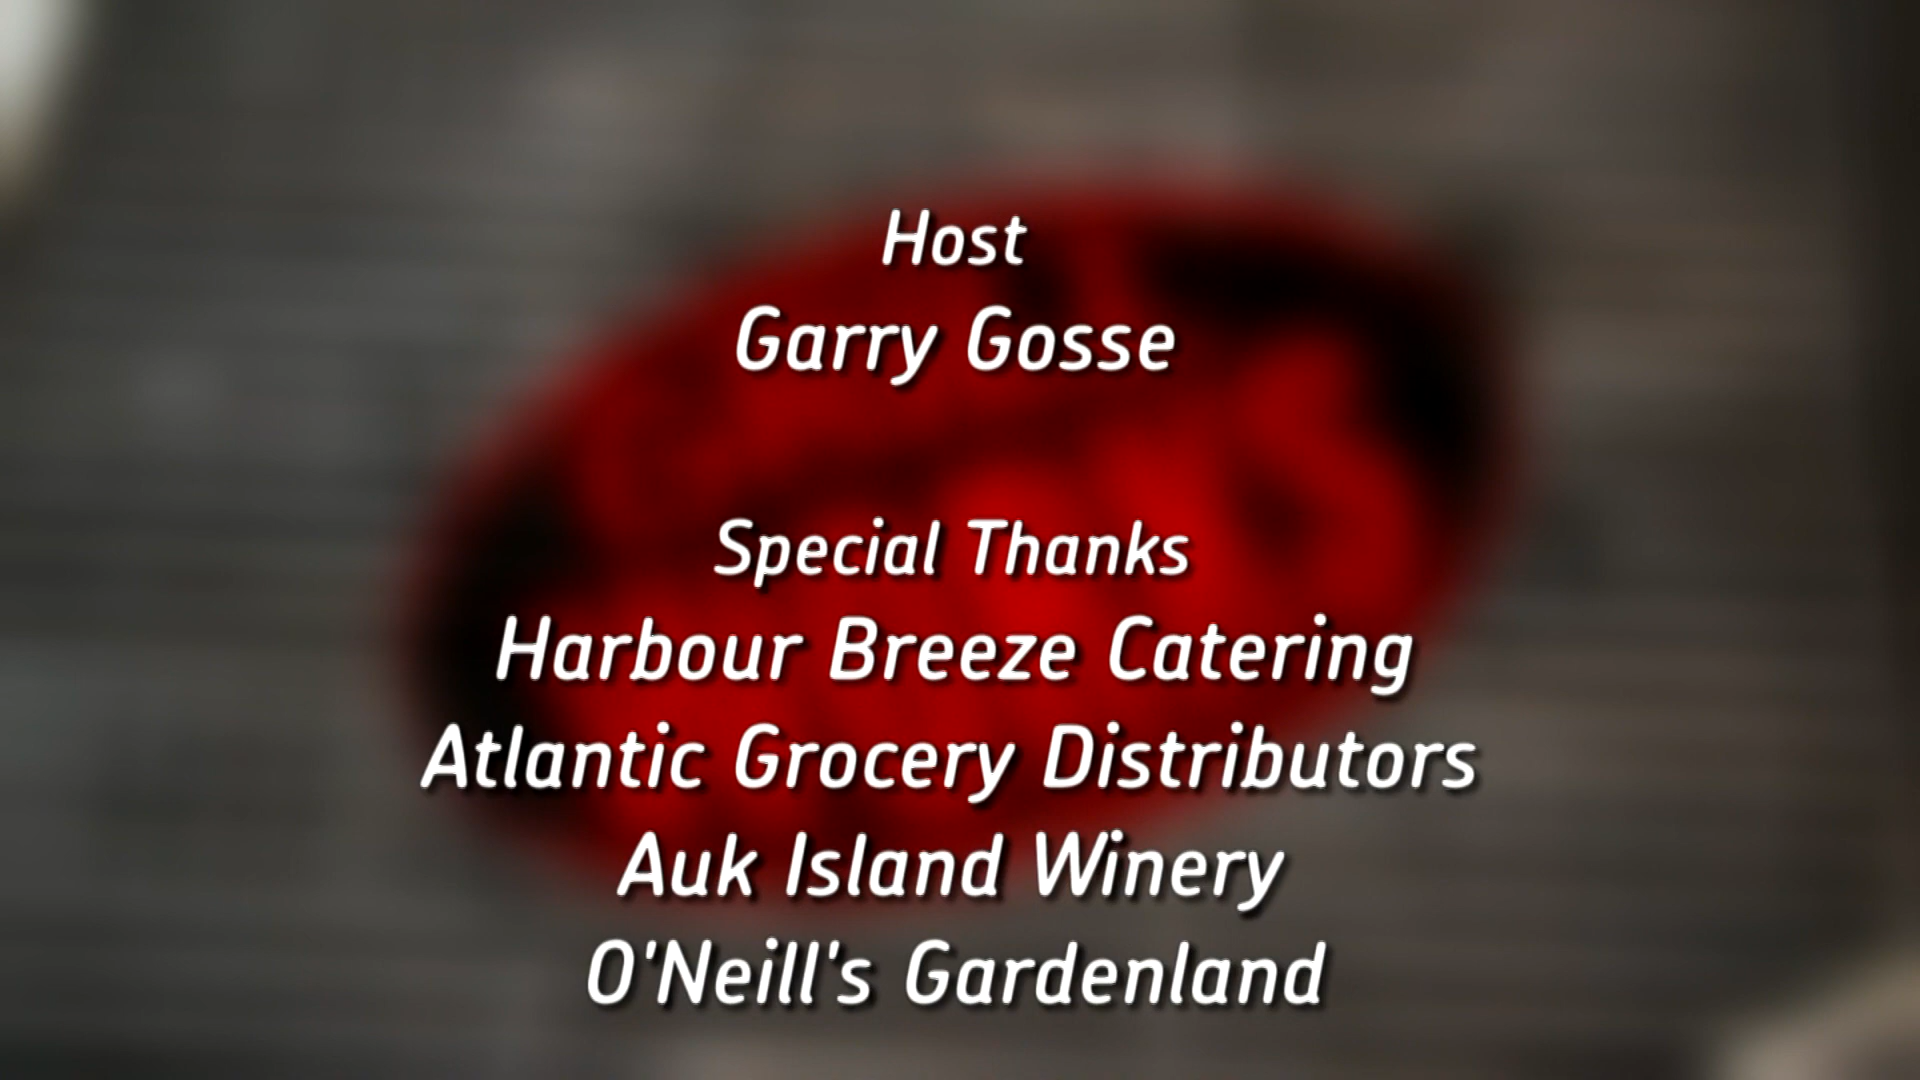 Host
Garry Gosse
Special Thanks
Harbour Breeze Catering
Atlantic Grocery Distributors
Auk Island Winery
O'Neill's Gardenland